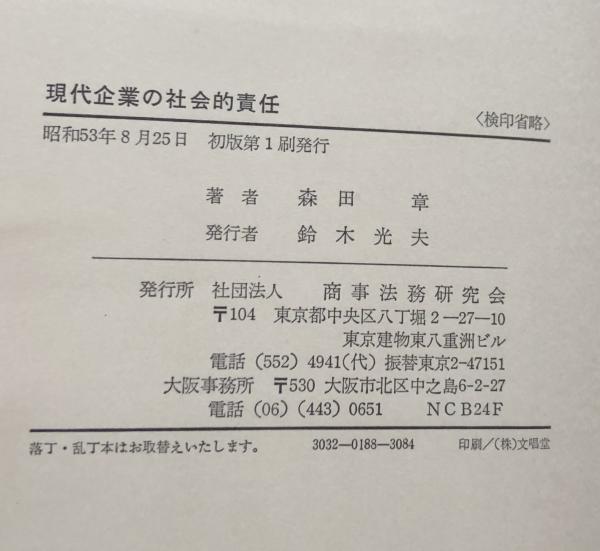 現代企業の社会的責任
〈検印省略〉
昭和53年8月25日 初版第1刷発行
著者 森田 章
発行者 鈴木光夫
発行所 社団法人 商事法務研究会
〒104 東京都中央区八丁堀2―27―10
東京建物東八重洲ビル
電話(552)4941(代)振替東京2-47151
大阪事務所 〒530 大阪市北区中之島6-2-27
電話(06)(443)0651 NCB24F
落丁・乱丁本はお取替えいたします。 3032―0188―3084 印刷/(株)文唱堂